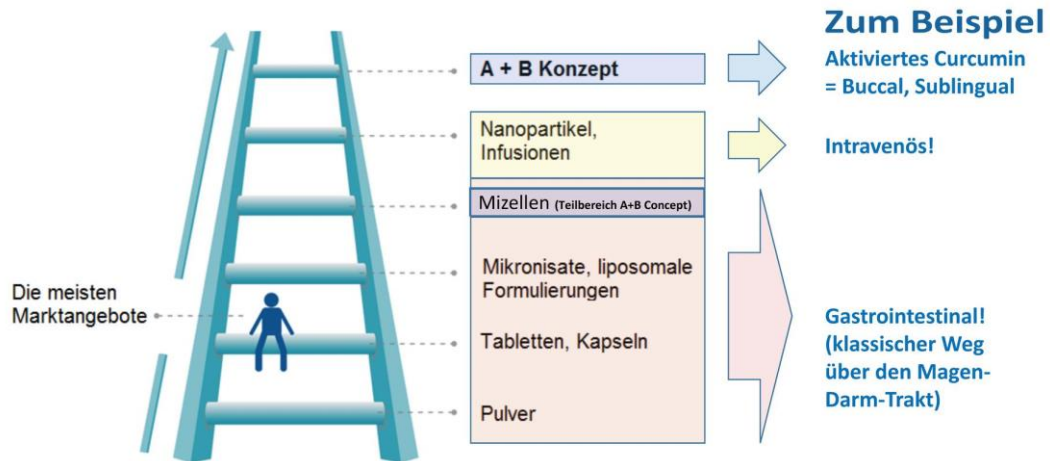 Zum Beispiel
A + B Konzept
Aktiviertes Curcumin
= Buccal, Sublingual
Nanopartikel,
Infusionen
Intravenös!
Mizellen (Teilbereich A+B Concept)
Mikronisate, liposomale
Formulierungen
Die meisten
Marktangebote
Tabletten, Kapseln
Gastrointestinal!
(klassischer Weg
über den Magen-
Darm-Trakt)
Pulver